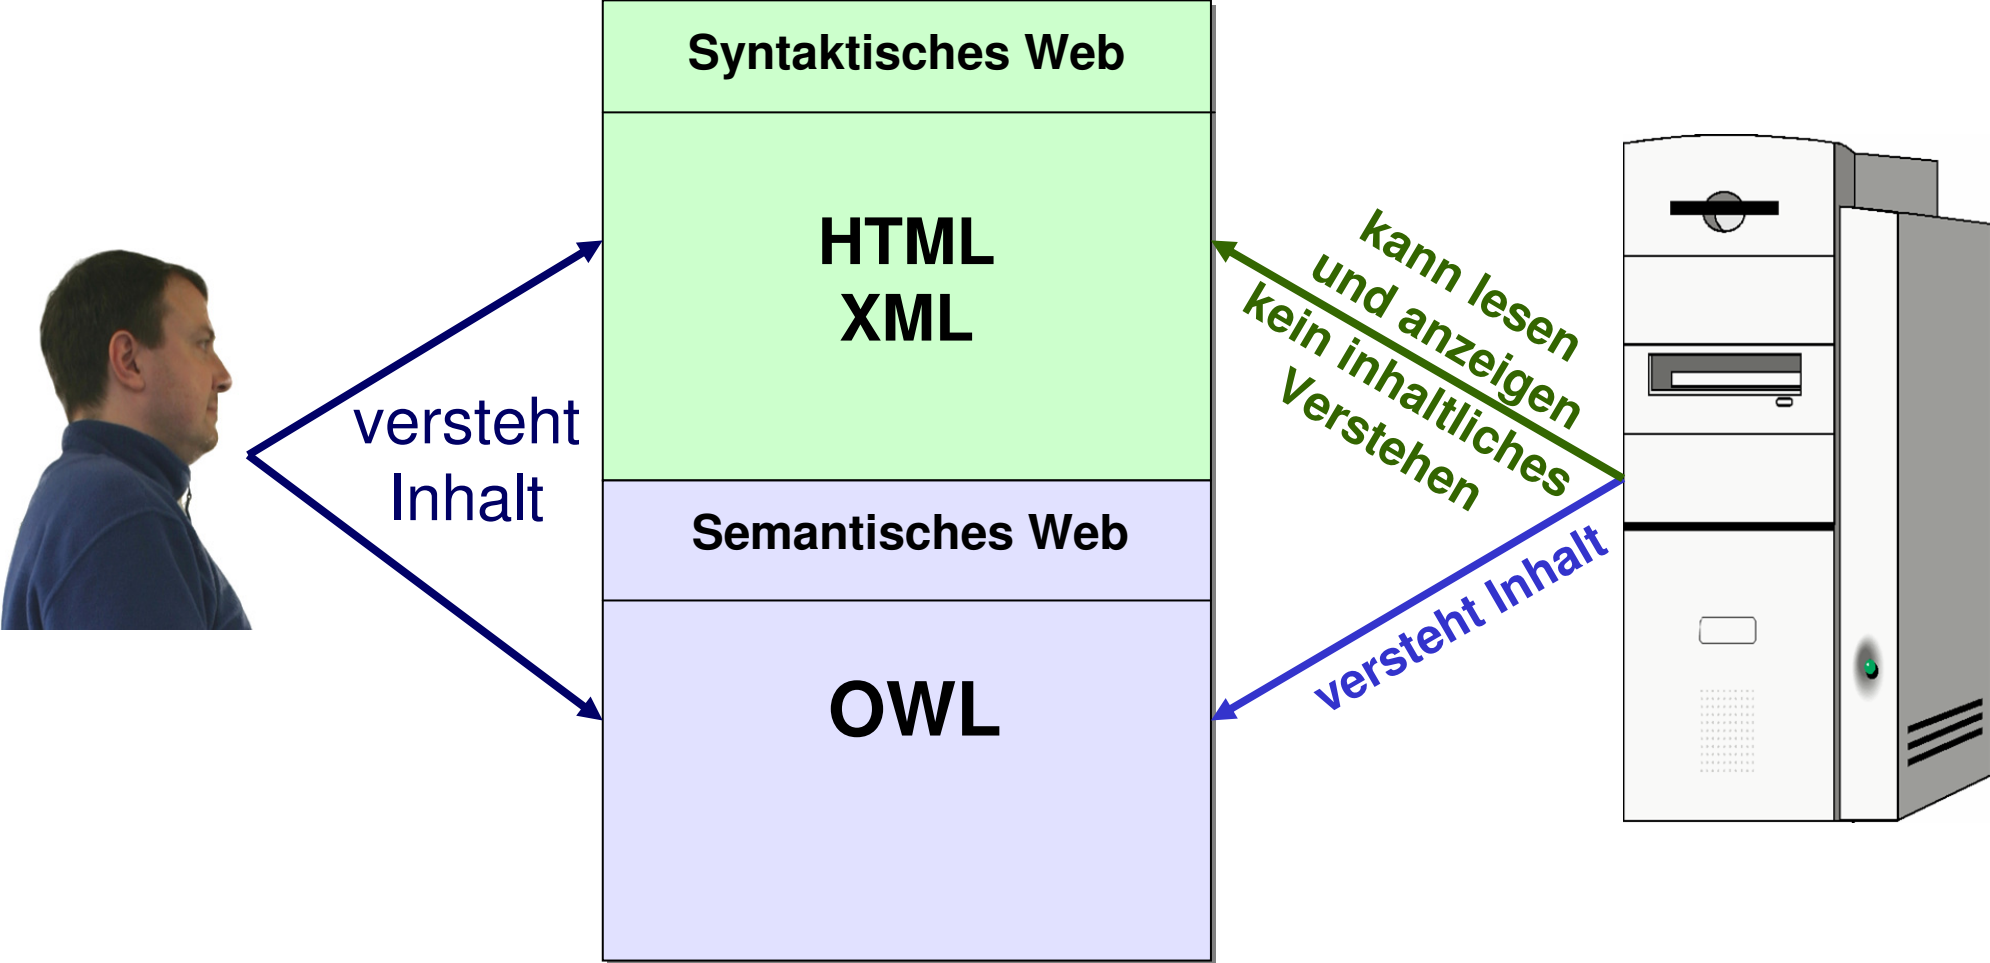 Syntaktisches Web
HTML
XML
versteht
Inhalt
kann lesen
und anzeigen
kein inhaltliches
Verstehen
Semantisches Web
versteht Inhalt
OWL